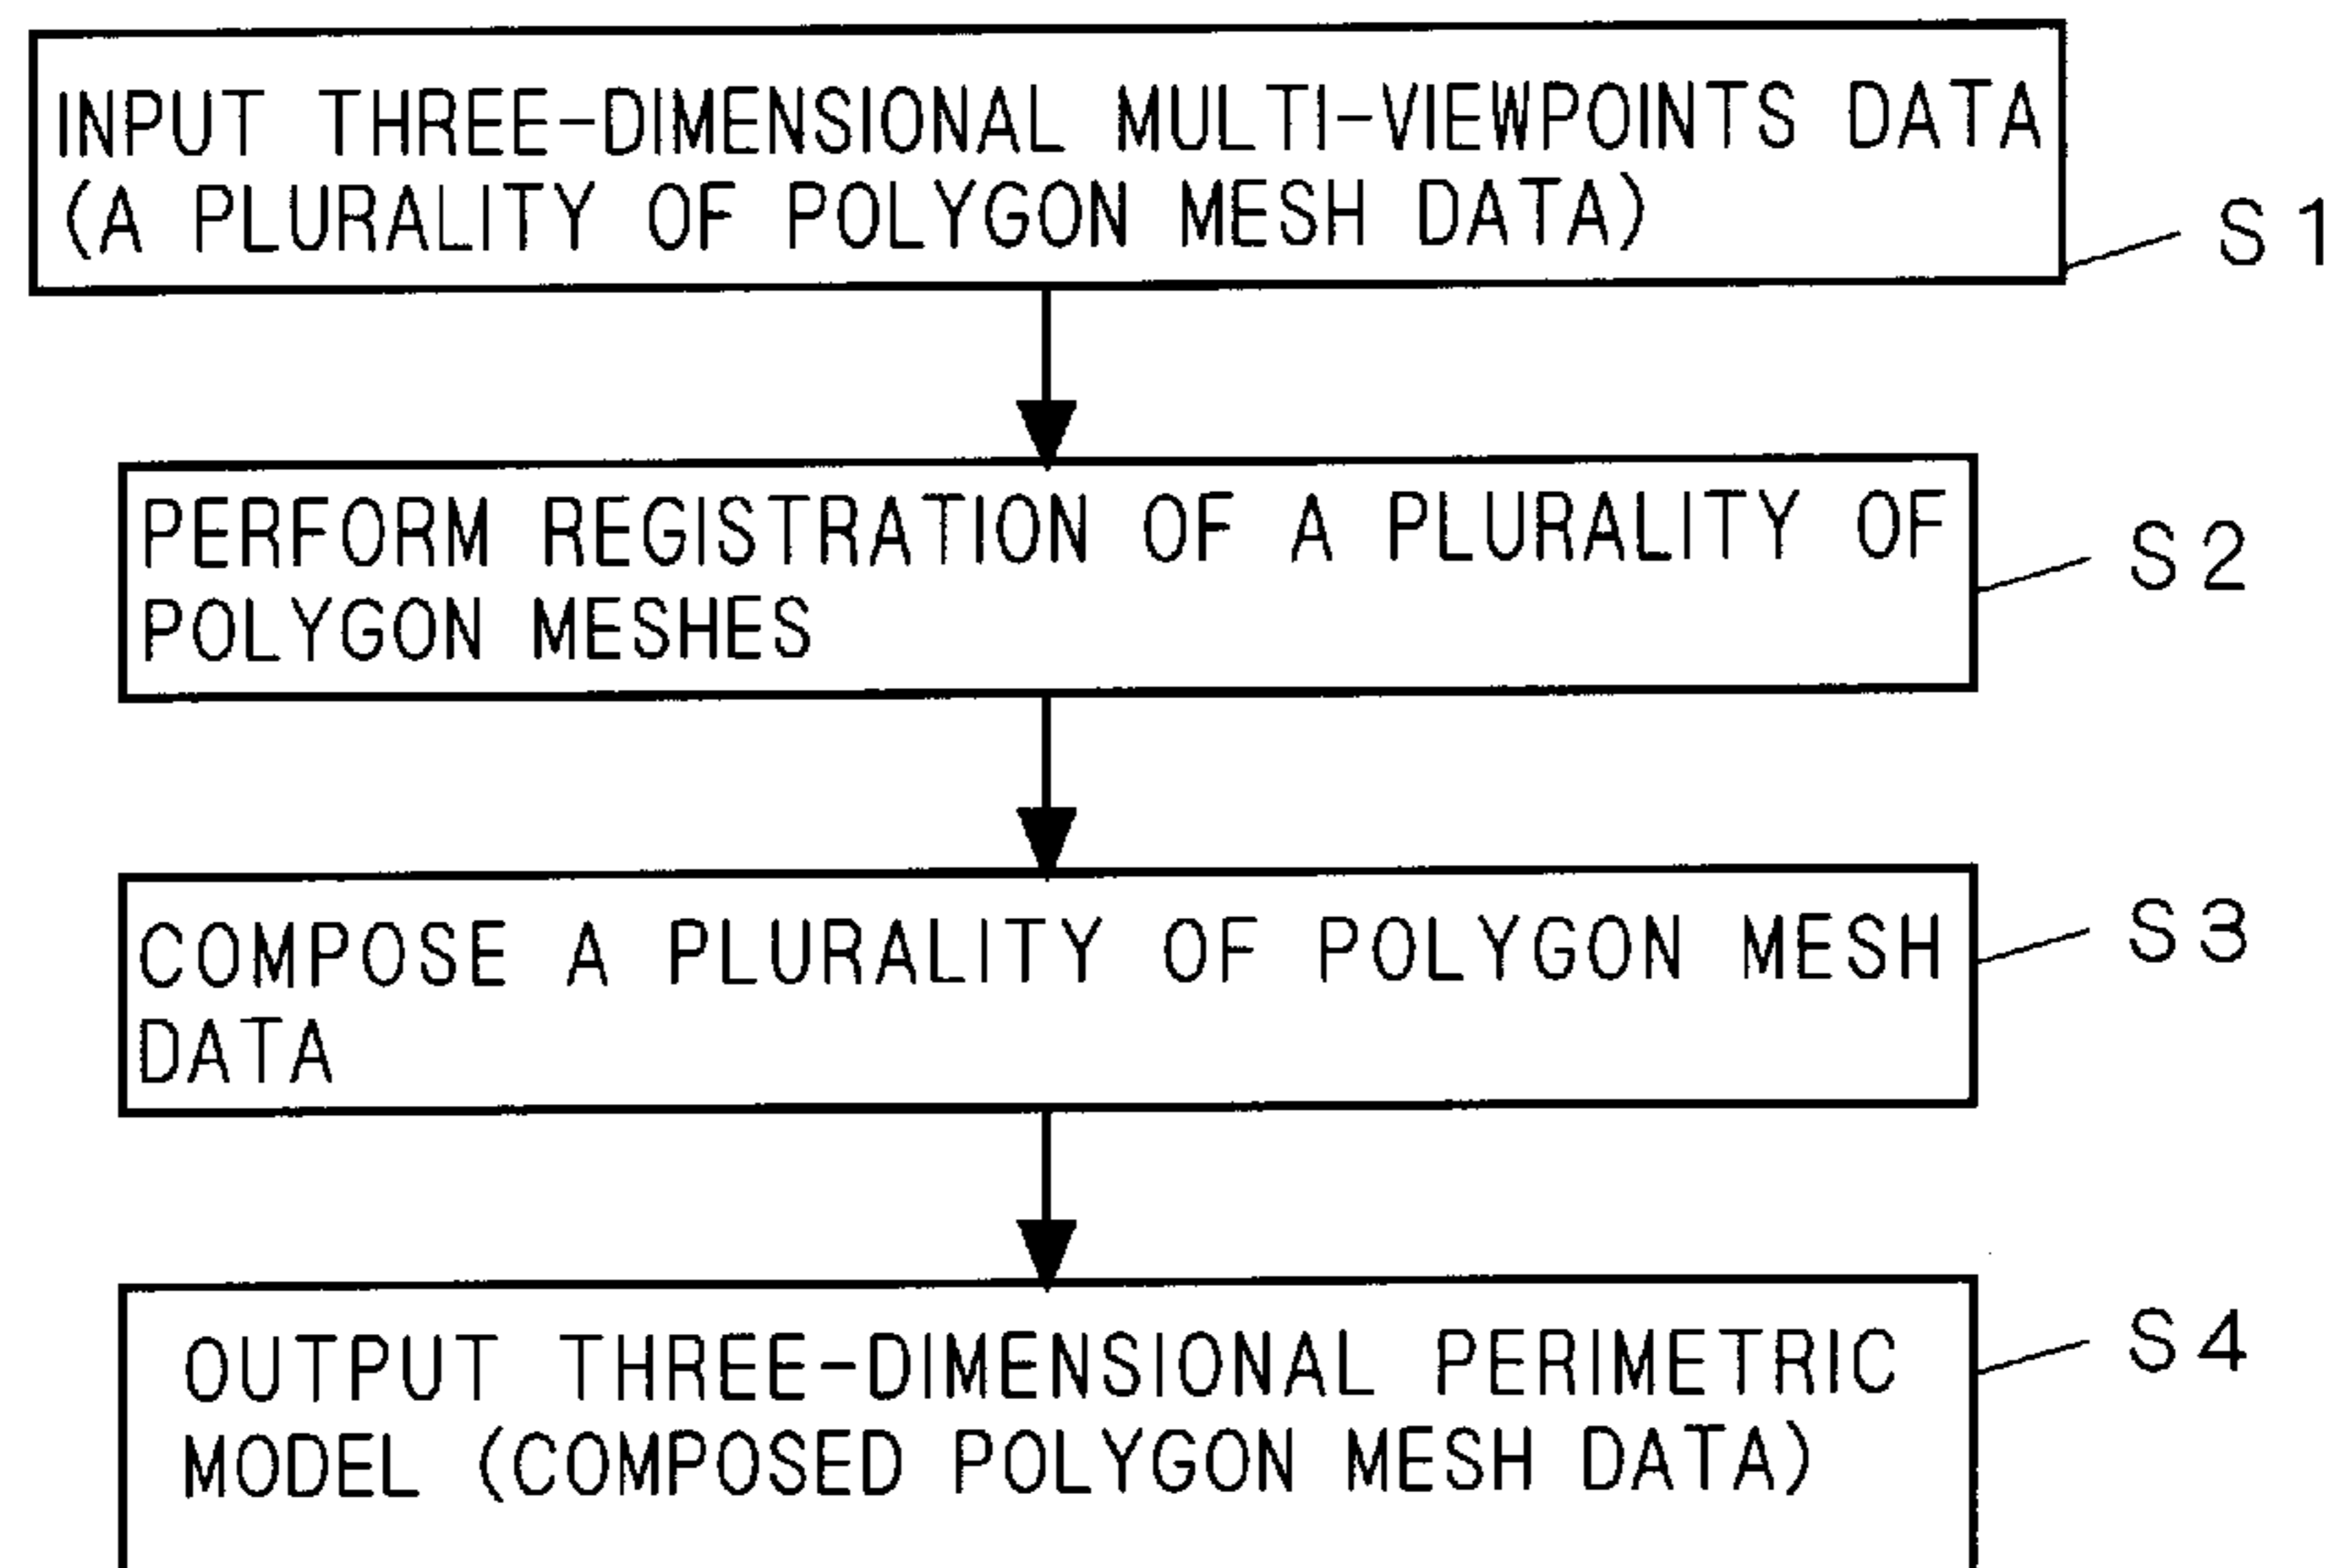 INPUT THREE-DIMENSIONAL MULTI-VIEWPOINTS DATA
(A PLURALITY OF POLYGON MESH DATA)
S1
PERFORM REGISTRATION OF A PLURALITY OF
POLYGON MESHES
S2
COMPOSE A PLURALITY OF POLYGON MESH
DATA
S3
OUTPUT THREE-DIMENSIONAL PERIMETRIC
MODEL (COMPOSED POLYGON MESH DATA)
S4